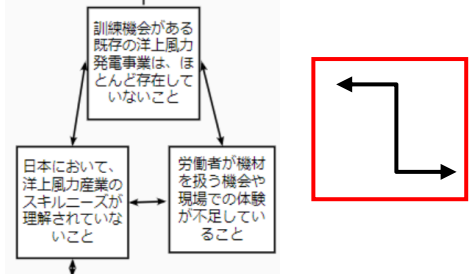 訓練機会がある
既存の洋上風力
発電事業は、ほ
とんど存在して
いないこと
日本において、
洋上風力産業の
スキルニーズが
理解されていな
いこと
労働者が機材
を扱う機会や
現場での体験
が不足してい
ること